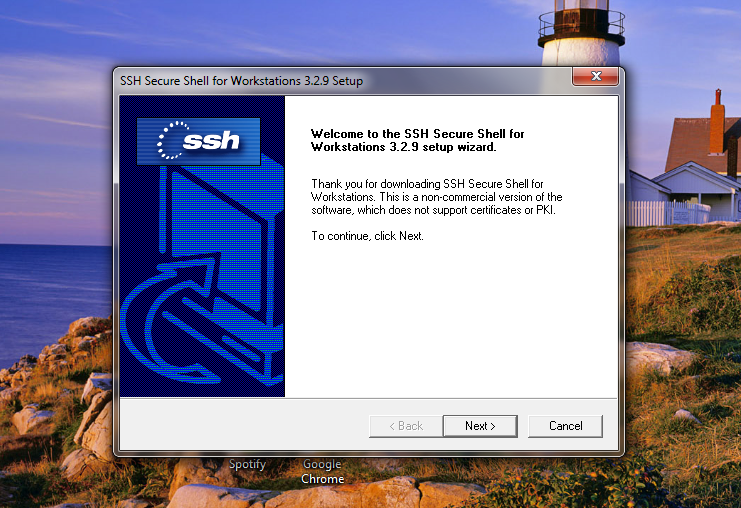 SSH Secure Shell for Workstations 3.2.9 Setup
ssh
Welcome to the SSH Secure Shell for
Workstations 3.2.9 setup wizard.
Thank you for downloading SSH Secure Shell for
Workstations. This is a non-commercial version of the
software, which does not support certificates or PKI.
To continue, click Next.
< Back Next > Cancel
Spotify Google
Chrome